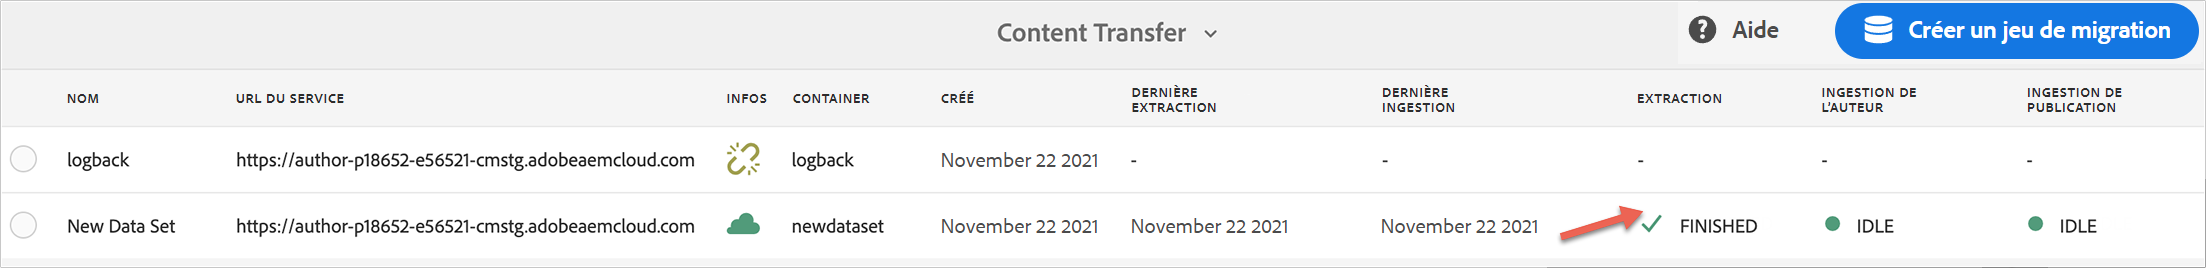 Content Transfer
Aide
Créer un jeu de migration
NOM URL DU SERVICE INFOS CONTAINER CRÉÉ DERNIÈRE EXTRACTION DERNIÈRE INGESTION EXTRACTION INGESTION DE L'AUTEUR INGESTION DE PUBLICATION
logback https://author-p18652-e56521-cmstg.adobeaemcloud.com logback November 22 2021 - - - - -
New Data Set https://author-p18652-e56521-cmstg.adobeaemcloud.com newdataset November 22 2021 November 22 2021 November 22 2021 FINISHED IDLE IDLE